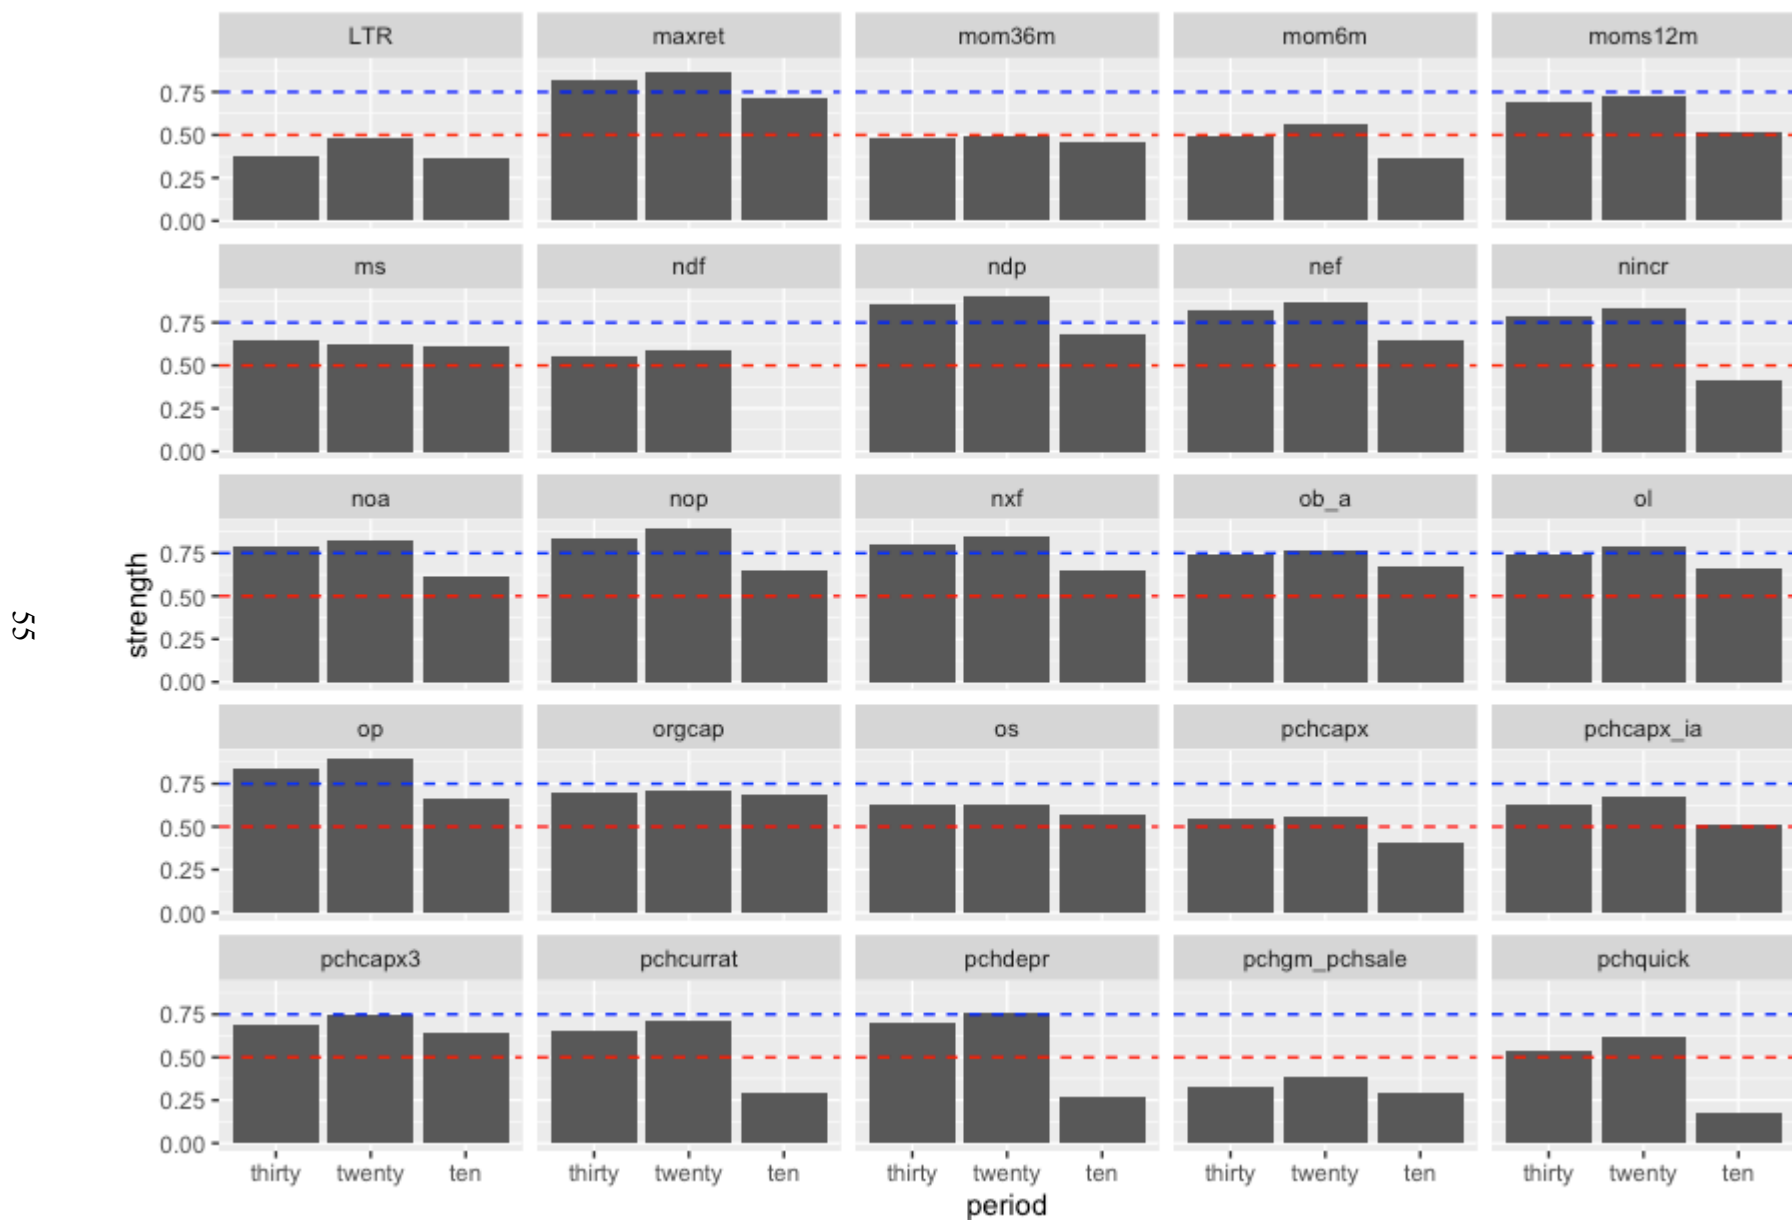 LTR maxret mom36m mom6m moms12m
0.75
0.50
0.25
0.00
ms ndf ndp nef nincr
0.75
0.50
0.25
0.00
noa nop nxf ob_a ol
0.75
0.50
0.25
0.00
op orgcap os pchcapx pchcapx_ia
0.75
0.50
0.25
0.00
pchcapx3 pchcurrat pchdepr pchgm_pchsale pchquick
0.75
0.50
0.25
0.00
thirty twenty ten thirty twenty ten thirty twenty ten thirty twenty ten thirty twenty ten
period
strength
55